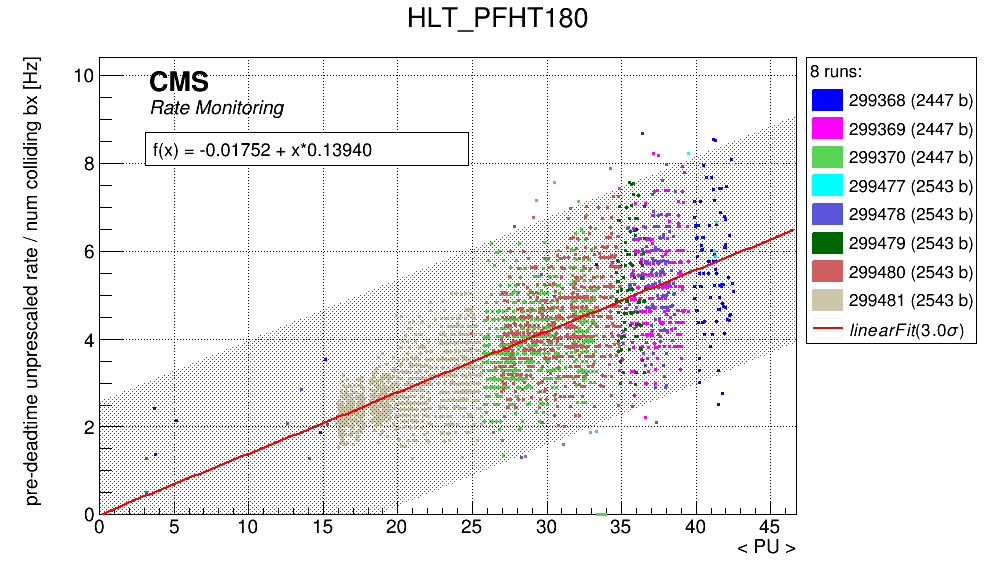 HLT_PFHT180
pre-deadtime unprescaled rate / num colliding bx [Hz]
10
8
6
4
2
0
CMS
Rate Monitoring
f(x) = -0.01752 + x*0.13940
0 5 10 15 20 25 30 35 40 45
< PU >
8 runs:
299368 (2447 b)
299369 (2447 b)
299370 (2447 b)
299477 (2543 b)
299478 (2543 b)
299479 (2543 b)
299480 (2543 b)
299481 (2543 b)
linearFit(3.0σ)